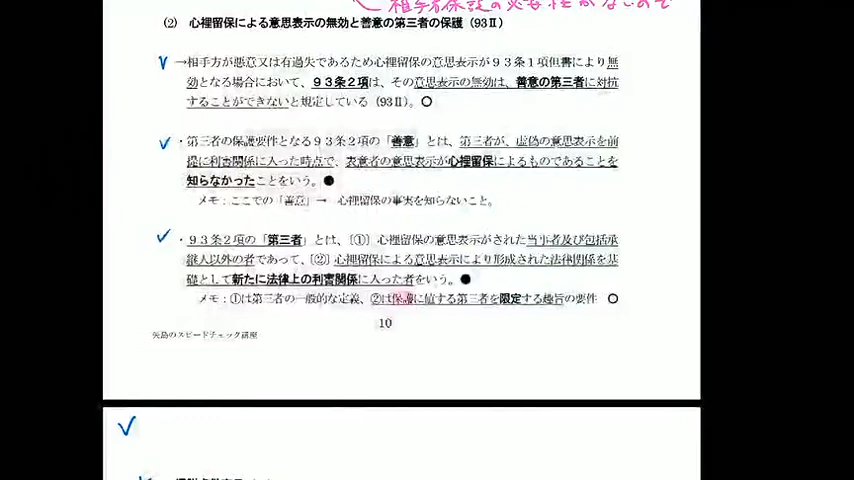 相手方保護の必要性がないので
(2) 心裡留保による意思表示の無効と善意の第三者の保護(93Ⅱ)
→相手方が悪意又は有過失であるため心裡留保の意思表示が93条1項但書により無
効となる場合において、93条2項は、その意思表示の無効は、善意の第三者に対抗
することができないと規定している(93Ⅱ)。○
・第三者の保護要件となる93条2項の「善意」とは、第三者が、虚偽の意思表示を前
提に利害関係に入った時点で、表意者の意思表示が心裡留保によるものであることを
知らなかったことをいう。●
メモ:ここでの「善意」→ 心裡留保の事実を知らないこと。
・93条2項の「第三者」とは、[①] 心裡留保の意思表示がされた当事者及び包括承
継人以外の者であって、[②] 心裡留保による意思表示により形成された法律関係を基
礎として新たに法律上の利害関係に入った者をいう。●
メモ:①は第三者の一般的な定義、②は保護に値する第三者を限定する趣旨の要件 ○
10
矢島のスピードチェック講座